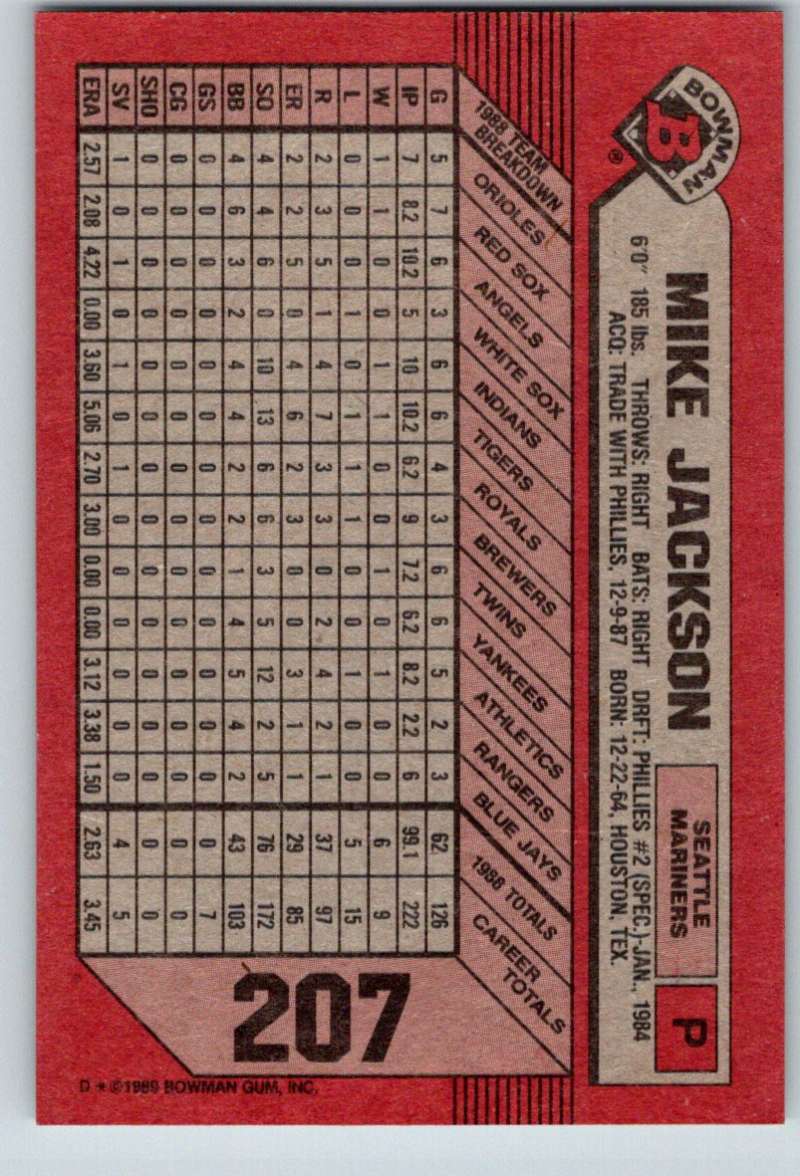 BOWMAN
B
®
MIKE JACKSON
SEATTLE
MARINERS
P
6'0" 185 lbs. THROWS: RIGHT BATS: RIGHT DRFT: PHILLIES #2 (SPEC.)-JAN., 1984
ACQ: TRADE WITH PHILLIES, 12-9-87 BORN: 12-22-64, HOUSTON, TEX.
1988 TEAM
BREAKDOWN
ORIOLES
RED SOX
ANGELS
WHITE SOX
INDIANS
TIGERS
ROYALS
BREWERS
TWINS
YANKEES
ATHLETICS
RANGERS
BLUE JAYS
1988 TOTALS
CAREER
TOTALS
G 5 7 6 3 6 6 4 3 6 6 5 2 3 62 126
IP 7 8.2 10.2 5 10 10.2 6.2 9 7.2 6.2 8.2 2.2 6 99.1 222
W 1 1 0 0 1 1 0 0 1 0 1 0 0 6 9
L 0 0 0 1 0 1 1 1 0 0 1 0 0 5 15
R 2 3 5 1 4 7 3 3 0 2 4 2 1 37 97
ER 2 2 5 0 4 6 2 3 0 0 3 1 1 29 85
SO 4 4 6 0 10 13 6 6 3 5 12 2 5 76 172
BB 4 6 3 2 4 4 2 2 1 4 5 4 2 43 103
GS 0 0 0 0 0 0 0 0 0 0 0 0 0 0 7
CG 0 0 0 0 0 0 0 0 0 0 0 0 0 0 0
SHO 0 0 0 0 0 0 0 0 0 0 0 0 0 0 0
SV 1 0 1 0 1 0 1 0 0 0 0 0 0 4 5
ERA 2.57 2.08 4.22 0.00 3.60 5.06 2.70 3.00 0.00 0.00 3.12 3.38 1.50 2.63 3.45
207
D * ©1989 BOWMAN GUM, INC.